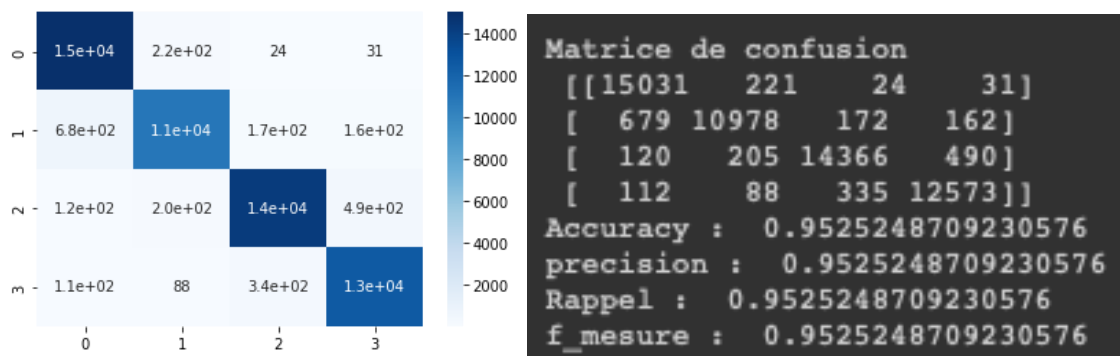 0 1.5e+04 2.2e+02 24 31
1 6.8e+02 1.1e+04 1.7e+02 1.6e+02
2 1.2e+02 2.0e+02 1.4e+04 4.9e+02
3 1.1e+02 88 3.4e+02 1.3e+04
0 1 2 3
14000
12000
10000
8000
6000
4000
2000
Matrice de confusion
[[15031 221 24 31]
[ 679 10978 172 162]
[ 120 205 14366 490]
[ 112 88 335 12573]]
Accuracy : 0.9525248709230576
precision : 0.9525248709230576
Rappel : 0.9525248709230576
f_mesure : 0.9525248709230576